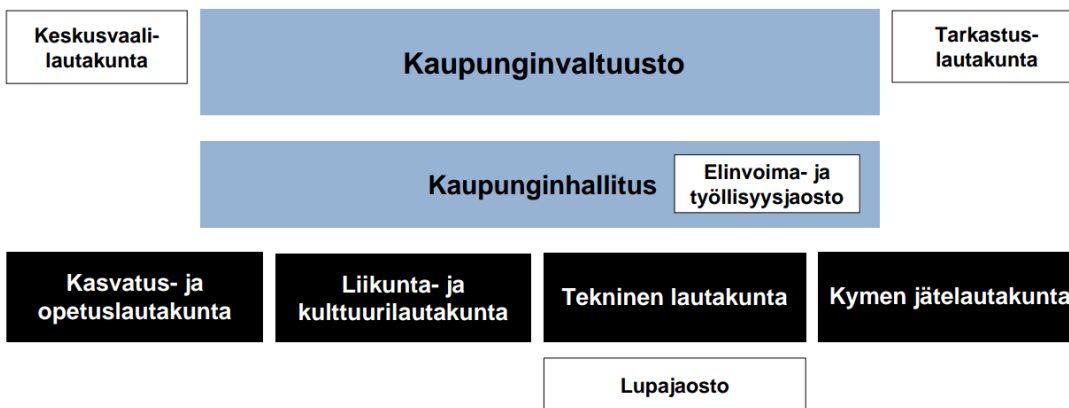 Keskusvaali-
lautakunta
Kaupunginvaltuusto
Tarkastus-
lautakunta
Kaupunginhallitus
Elinvoima- ja
työllisyysjaosto
Kasvatus- ja
opetuslautakunta
Liikunta- ja
kulttuurilautakunta
Tekninen lautakunta
Kymen jätelautakunta
Lupajaosto